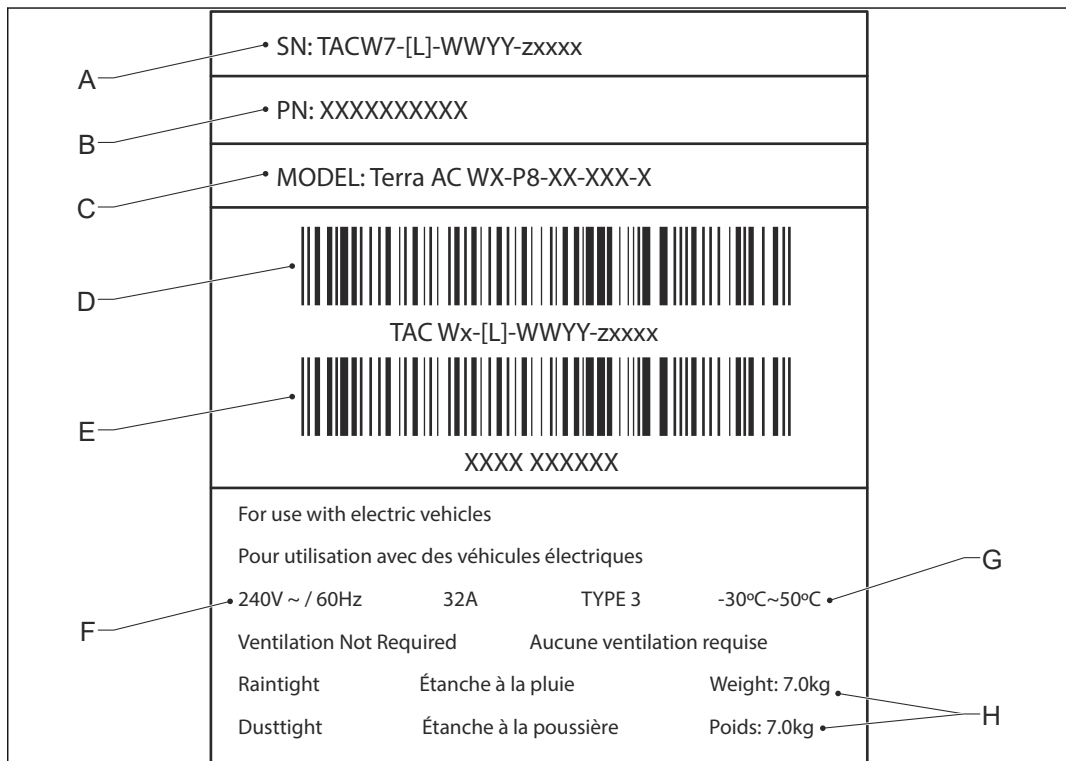 SN: TACW7-[L]-WWYY-zxxxx
A
PN: XXXXXXXXXX
B
MODEL: Terra AC WX-P8-XX-XXX-X
C
D
TAC Wx-[L]-WWYY-zxxxx
E
XXXX XXXXXX
For use with electric vehicles
Pour utilisation avec des véhicules électriques
G
240V ~ / 60Hz 32A TYPE 3 -30ºC~50ºC
F
Ventilation Not Required Aucune ventilation requise
Raintight Étanche à la pluie Weight: 7.0kg
H
Dusttight Étanche à la poussière Poids: 7.0kg